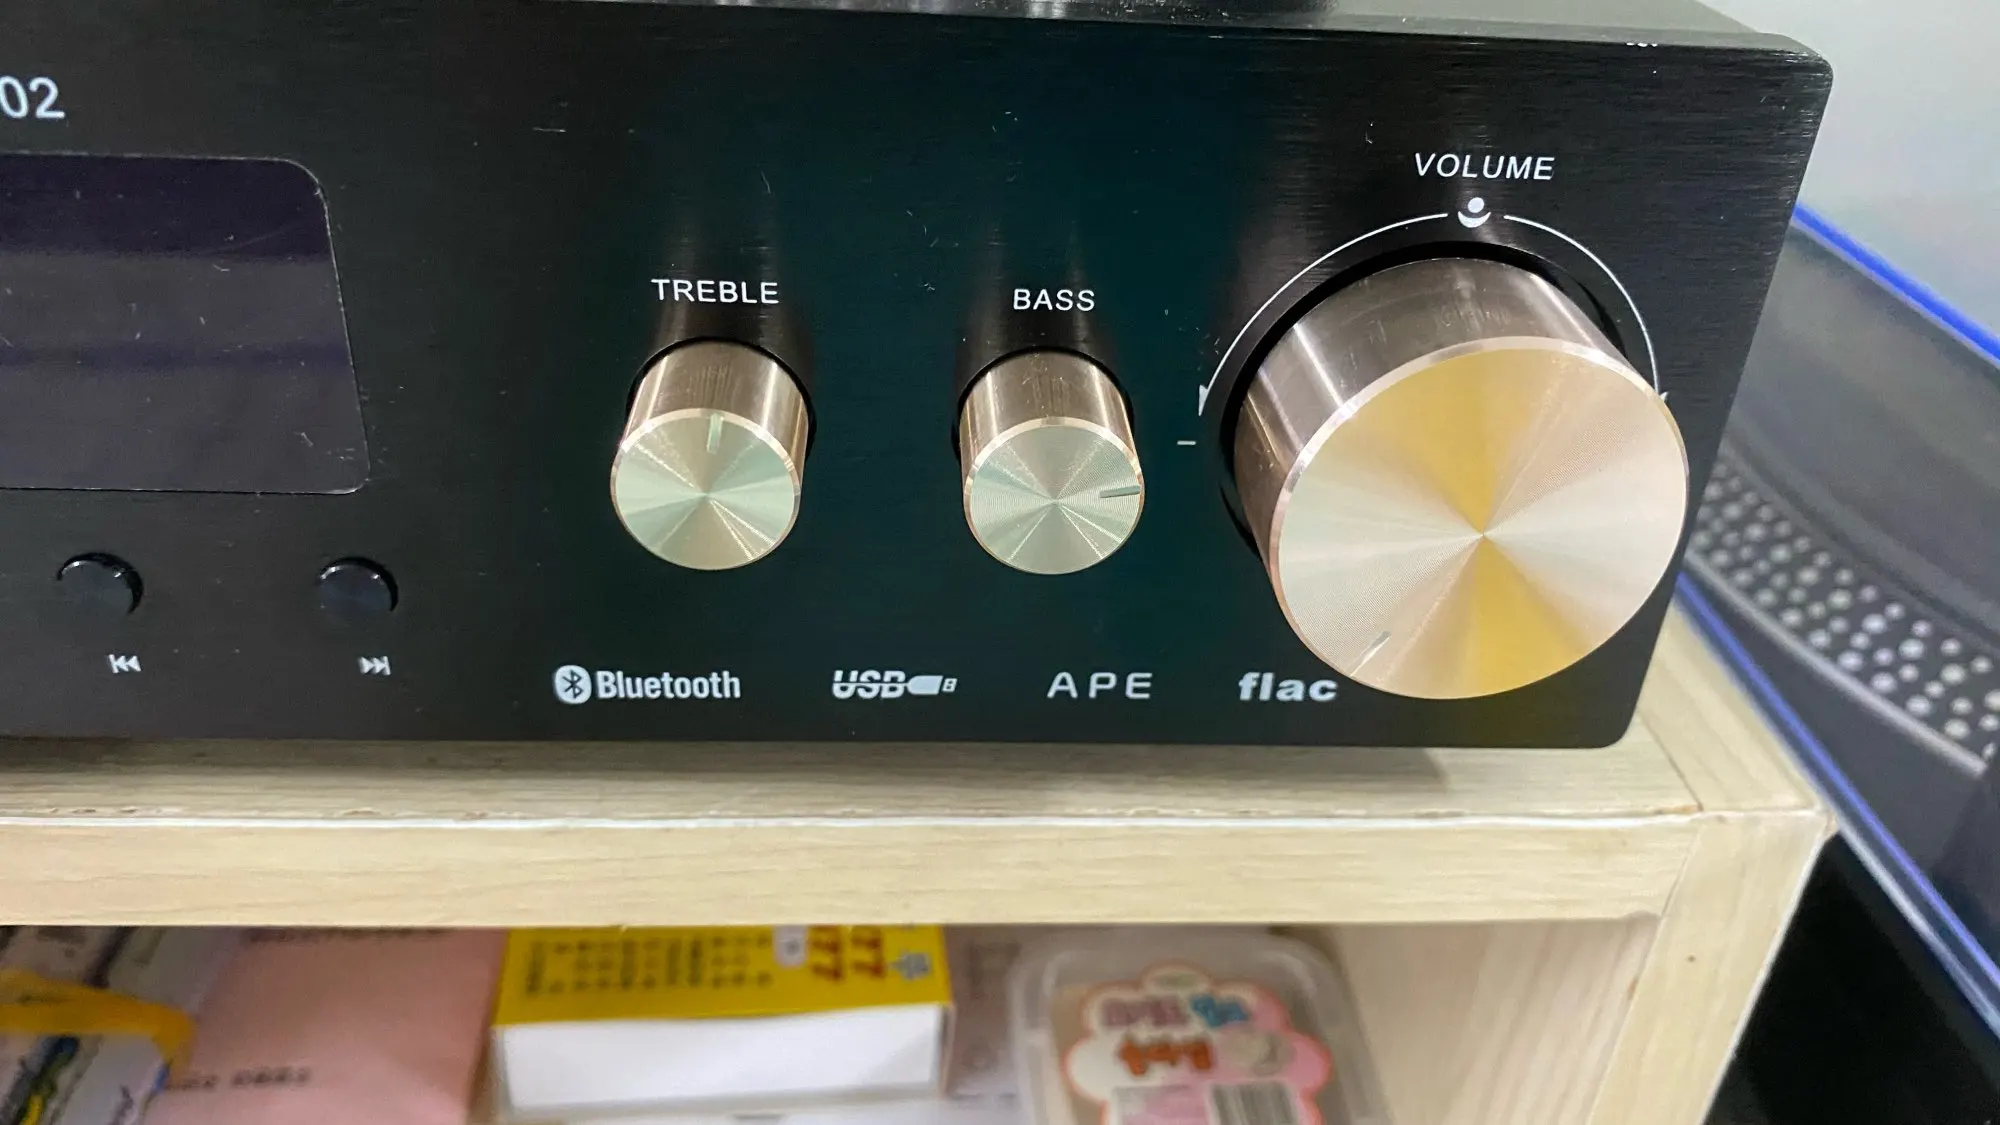 02
VOLUME
TREBLE
BASS
Bluetooth
USB
APE
flac